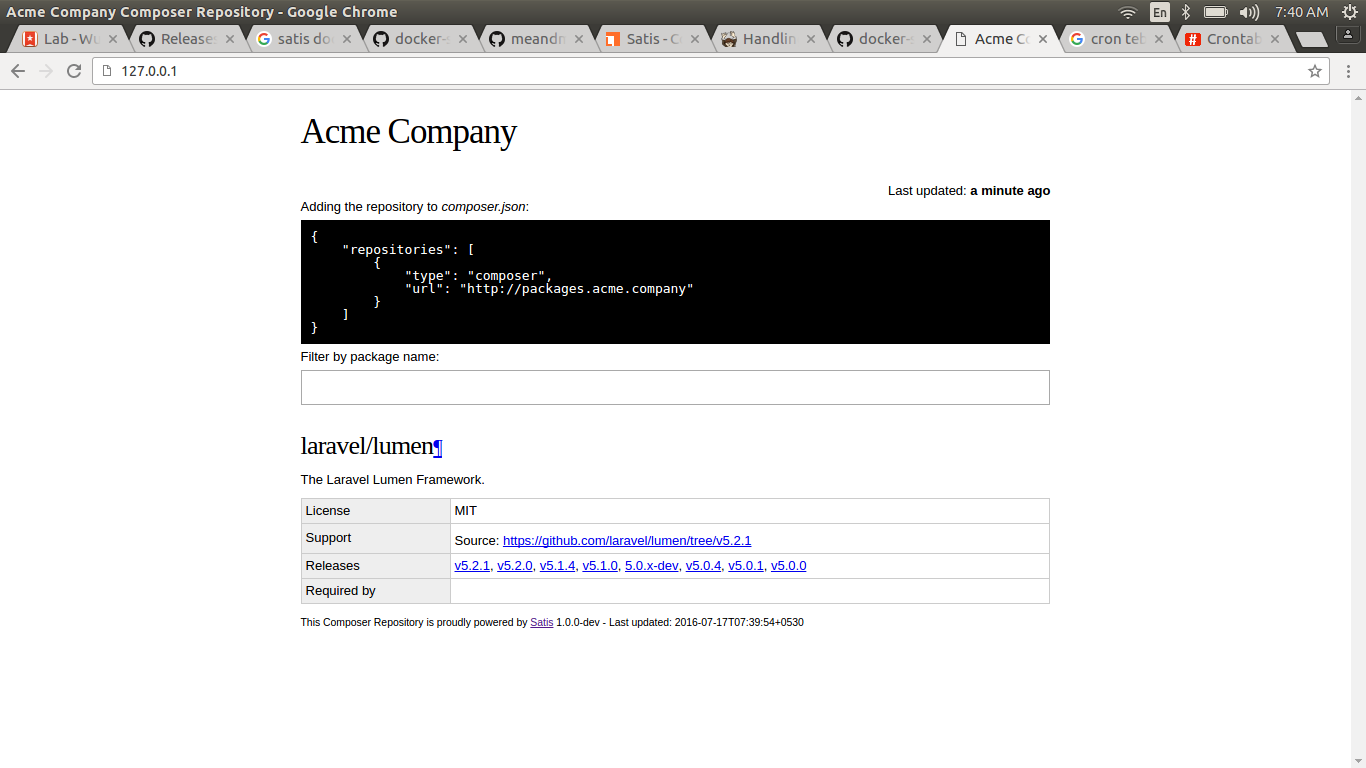 Acme Company Composer Repository - Google Chrome
En
7:40 AM
Lab - Wu
Release
satis do
docker-
meandm
Satis - C
Handlin
docker-
Acme Co
cron teb
Crontab
127.0.0.1
Acme Company
Last updated: a minute ago
Adding the repository to composer.json:
{
    "repositories": [
        {
            "type": "composer",
            "url": "http://packages.acme.company"
        }
    ]
}
Filter by package name:
laravel/lumen¶
The Laravel Lumen Framework.
License MIT
Support Source: https://github.com/laravel/lumen/tree/v5.2.1
Releases v5.2.1, v5.2.0, v5.1.4, v5.1.0, 5.0.x-dev, v5.0.4, v5.0.1, v5.0.0
Required by
This Composer Repository is proudly powered by Satis 1.0.0-dev - Last updated: 2016-07-17T07:39:54+0530